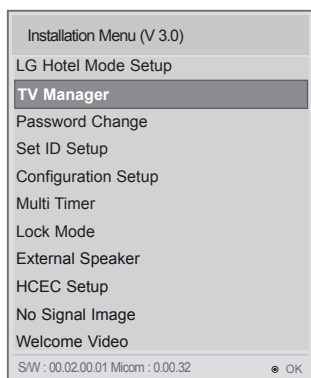 Installation Menu (V 3.0)
LG Hotel Mode Setup
TV Manager
Password Change
Set ID Setup
Configuration Setup
Multi Timer
Lock Mode
External Speaker
HCEC Setup
No Signal Image
Welcome Video
S/W : 00.02.00.01 Micom : 0.00.32 OK